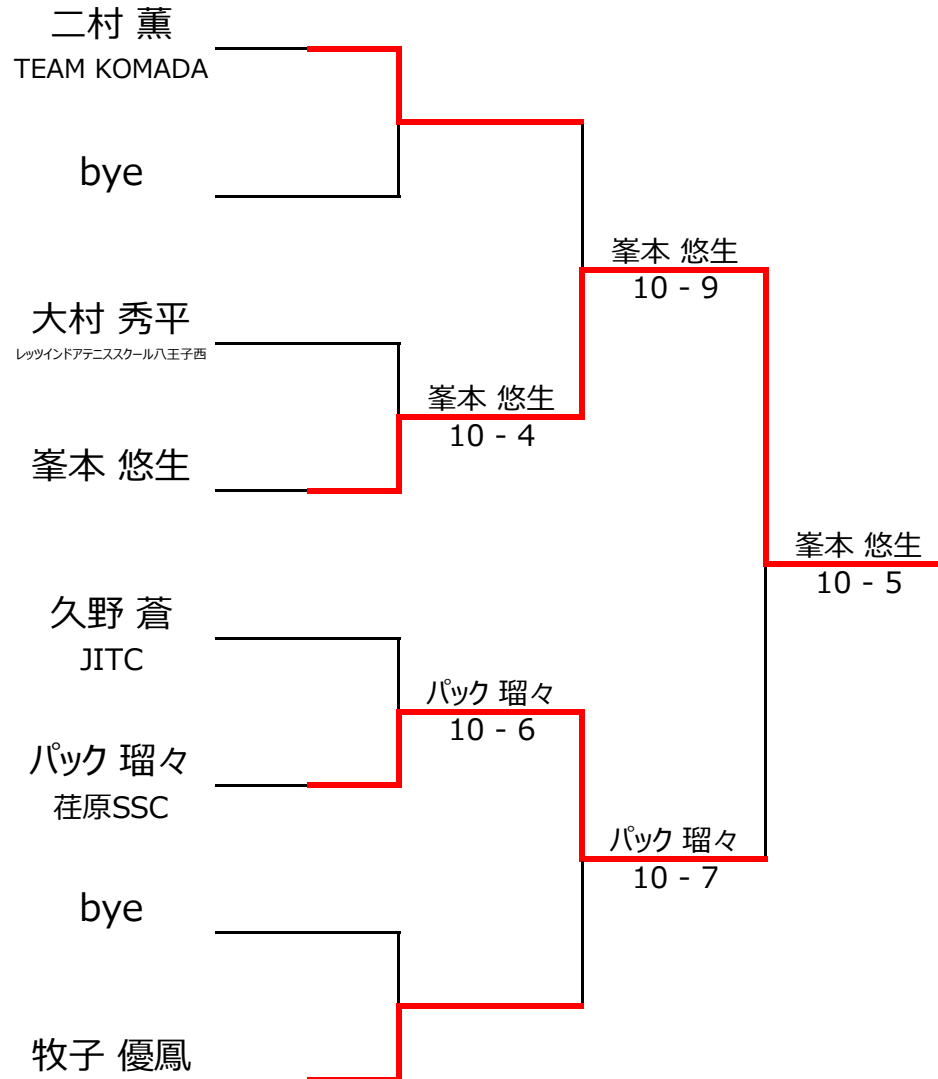 二村 薫
TEAM KOMADA
bye
大村 秀平
レッツインドアテニススクール八王子西
峯本 悠生
久野 蒼
JITC
パック 瑠々
荏原SSC
bye
牧子 優鳳
峯本 悠生
10 - 4
パック 瑠々
10 - 6
峯本 悠生
10 - 9
パック 瑠々
10 - 7
峯本 悠生
10 - 5